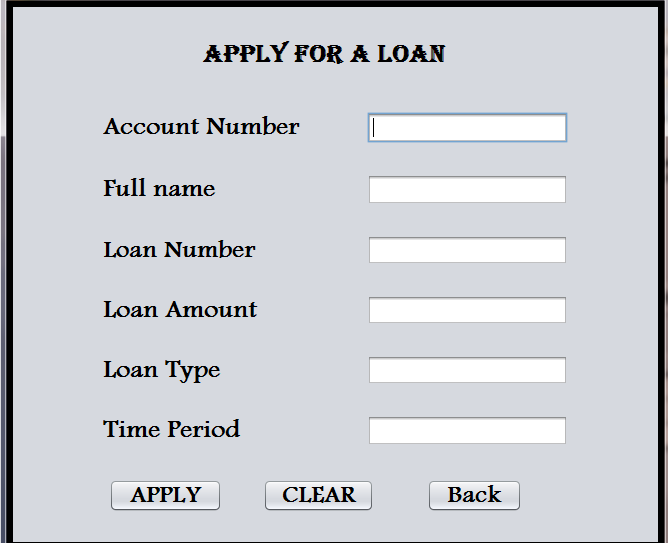 APPLY FOR A LOAN
Account Number
Full name
Loan Number
Loan Amount
Loan Type
Time Period
APPLY CLEAR Back